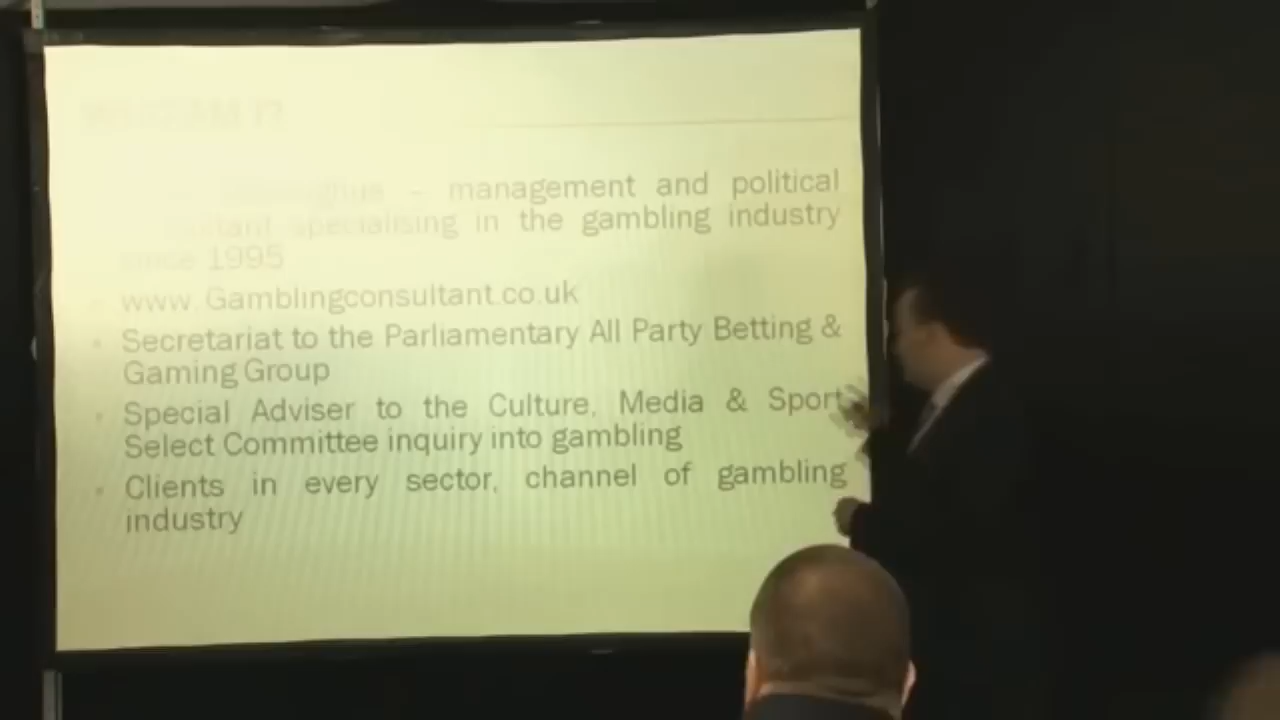 – management and political
specialising in the gambling industry
since 1995
www. Gamblingconsultant.co.uk
Secretariat to the Parliamentary All Party Betting &
Gaming Group
Special Adviser to the Culture, Media & Sport
Select Committee inquiry into gambling
Clients in every sector, channel of gambling
industry